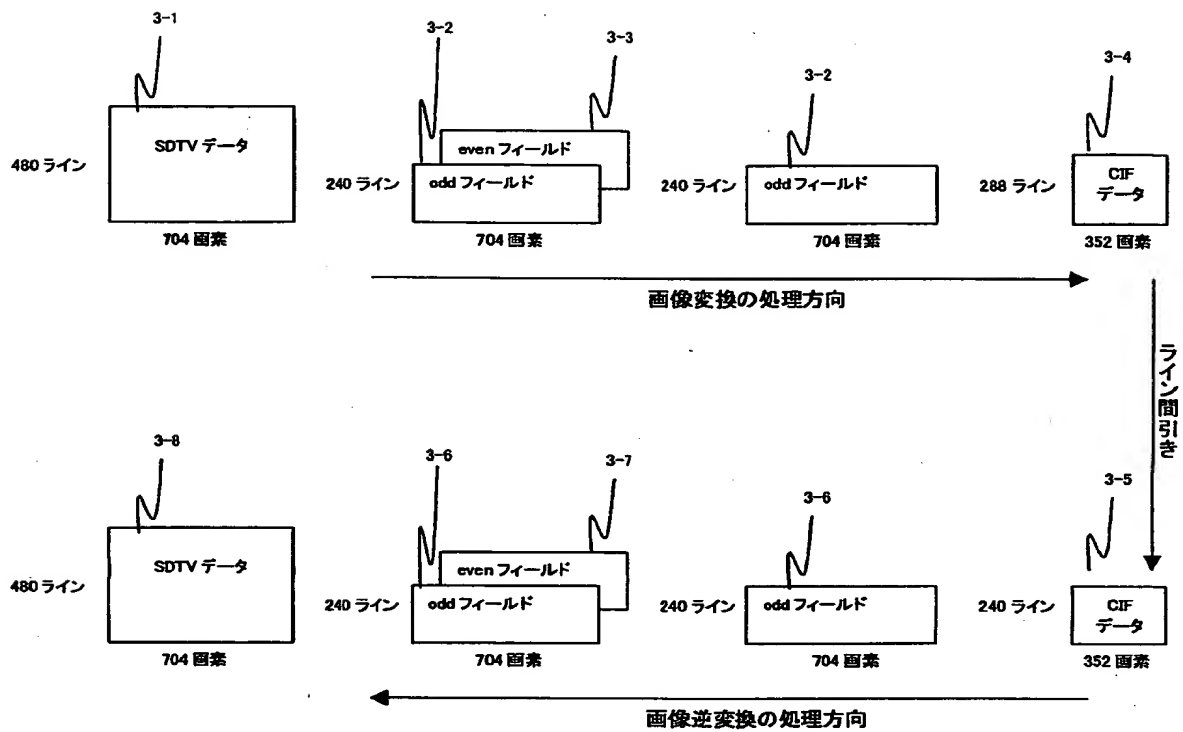 3-1
3-2
3-3
3-2
3-4
480 ライン
SDTV データ
704 画素
240 ライン
even フィールド
odd フィールド
704 画素
240 ライン
odd フィールド
704 画素
288 ライン
CIF
データ
352 画素
画像変換の処理方向
ライン間引き
3-8
3-6
3-7
3-6
3-5
480 ライン
SDTV データ
704 画素
240 ライン
even フィールド
odd フィールド
704 画素
240 ライン
odd フィールド
704 画素
240 ライン
CIF
データ
352 画素
画像逆変換の処理方向